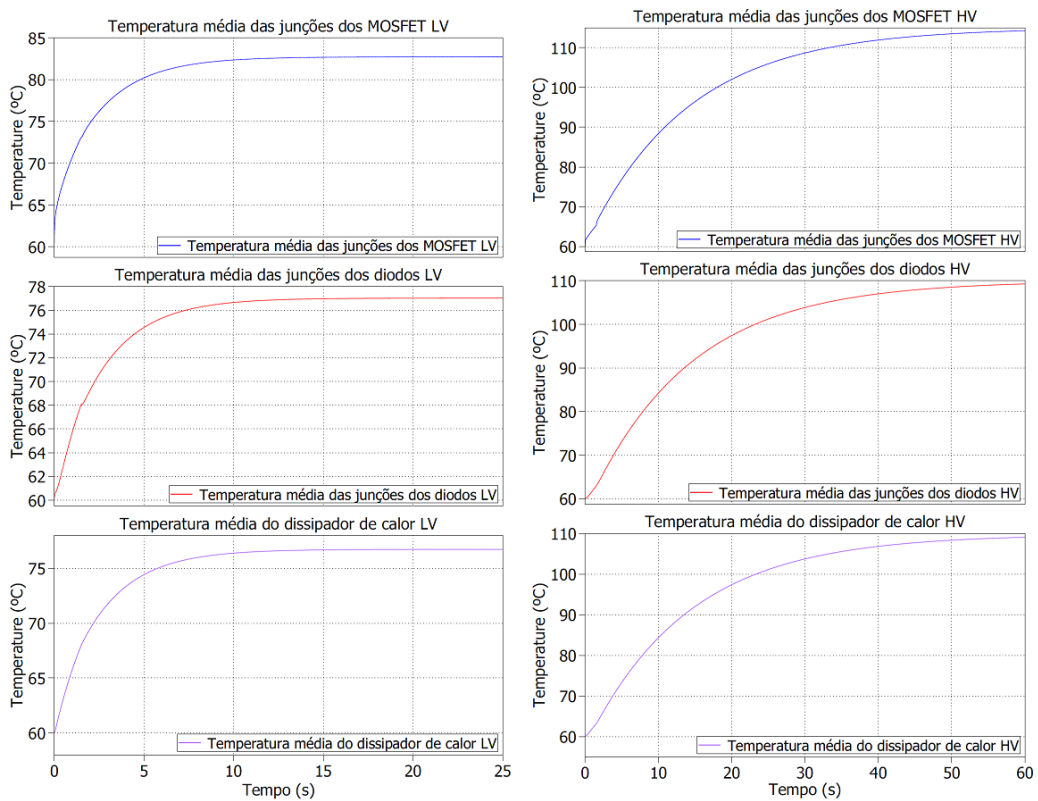 Temperatura média das junções dos MOSFET LV
85
80
75
70
65
60
Temperature (ºC)
Temperatura média das junções dos MOSFET LV
Temperatura média das junções dos diodos LV
78
76
74
72
70
68
66
64
62
60
Temperature (ºC)
Temperatura média das junções dos diodos LV
Temperatura média do dissipador de calor LV
75
70
65
60
Temperature (ºC)
Temperatura média do dissipador de calor LV
0 5 10 15 20 25
Tempo (s)
Temperatura média das junções dos MOSFET HV
110
100
90
80
70
60
Temperature (ºC)
Temperatura média das junções dos MOSFET HV
Temperatura média das junções dos diodos HV
110
100
90
80
70
60
Temperature (ºC)
Temperatura média das junções dos diodos HV
Temperatura média do dissipador de calor HV
110
100
90
80
70
60
Temperature (ºC)
Temperatura média do dissipador de calor HV
0 10 20 30 40 50 60
Tempo (s)